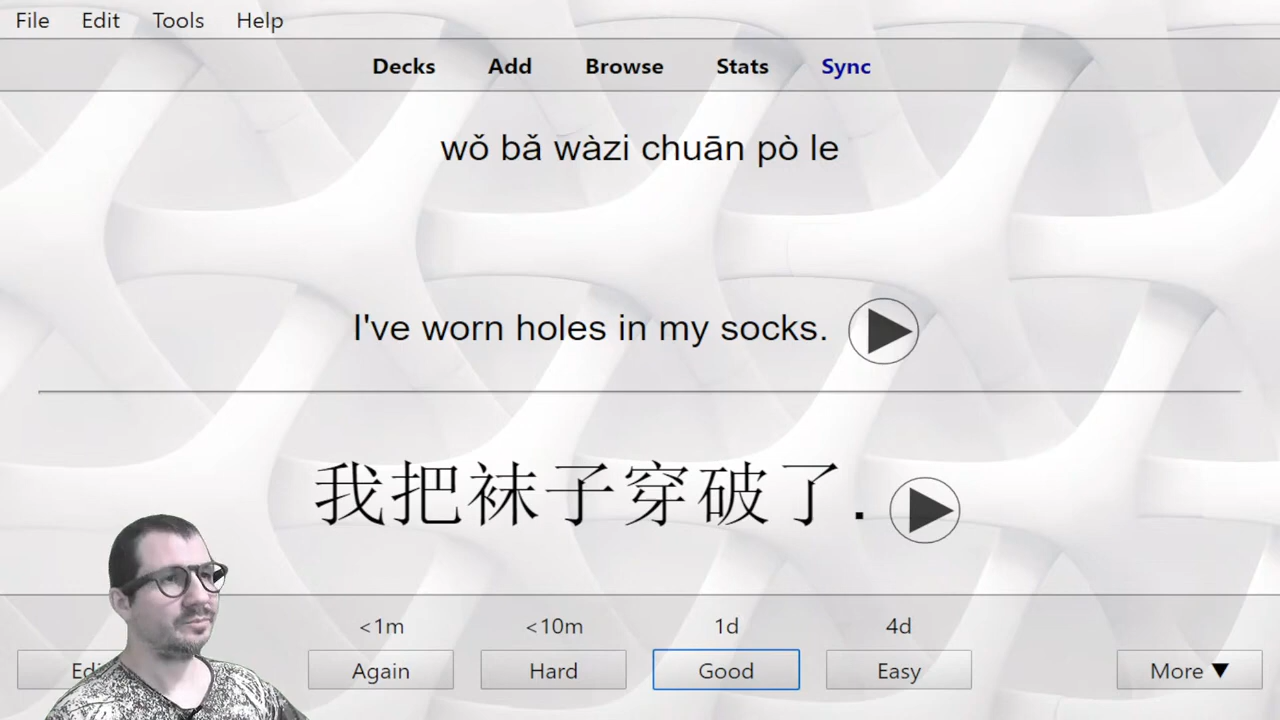 File Edit Tools Help
Decks Add Browse Stats Sync
wǒ bǎ wàzi chuān pò le
I've worn holes in my socks.
我把袜子穿破了.
<1m <10m 1d 4d
Again Hard Good Easy More ▼